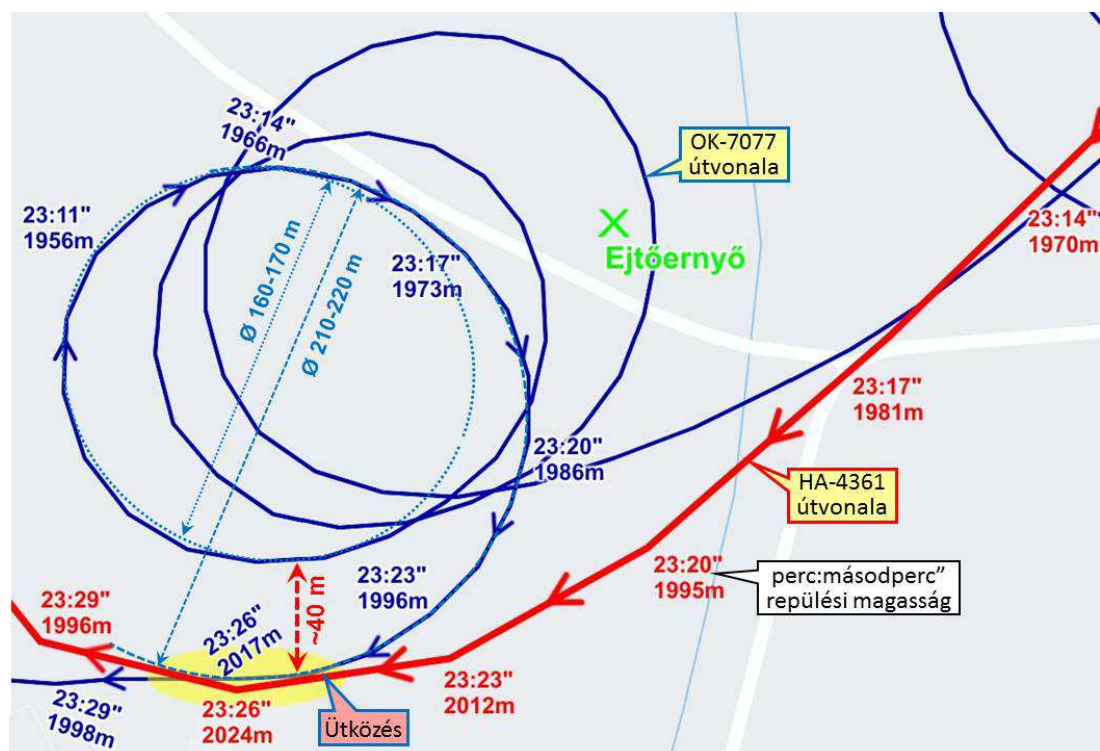 23:14"
1966m
OK-7077
útvonala
23:11"
1956m
23:14"
1970m
Ejtőernyő
23:17"
1973m
Ø 160-170 m
Ø 210-220 m
23:17"
1981m
23:20"
1986m
HA-4361
útvonala
23:20"
1995m
perc:másodperc”
repülési magasság
23:23"
1996m
~40 m
23:29"
1996m
23:26"
2017m
23:23"
2012m
23:29"
1998m
23:26"
2024m
Ütközés